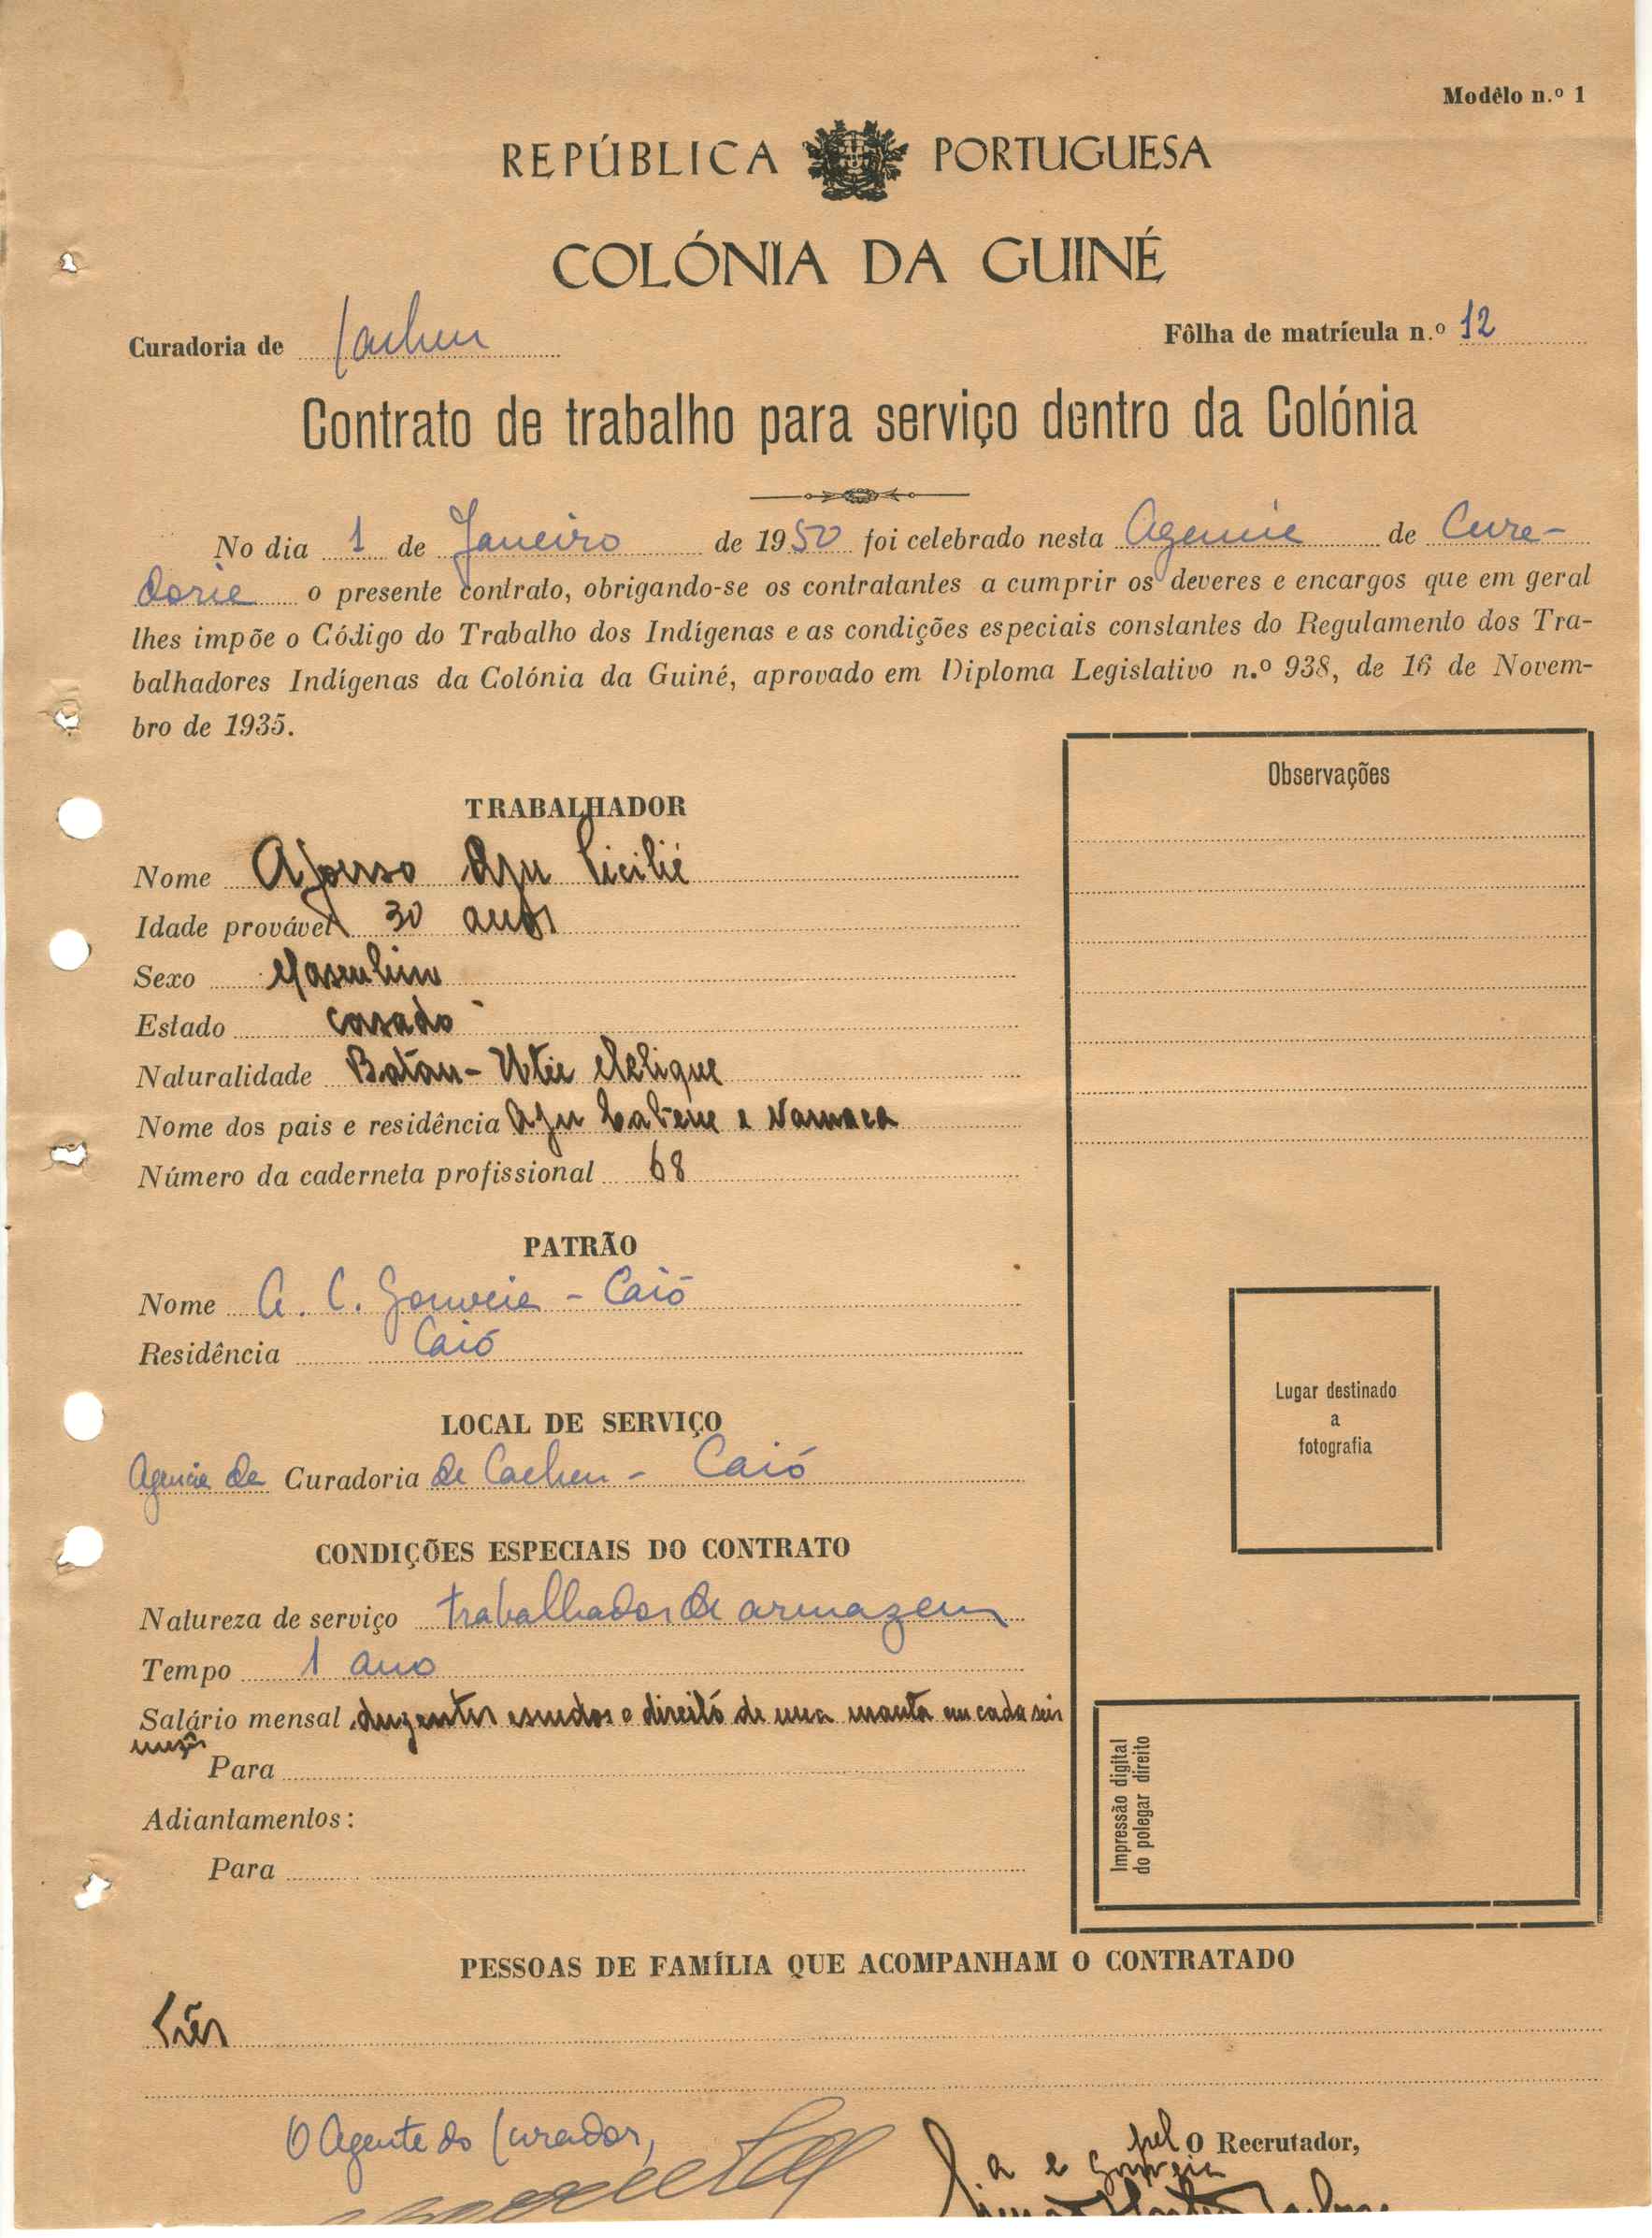 Modêlo n.º 1
REPÚBLICA PORTUGUESA
COLÓNIA DA GUINÉ
Curadoria de Cacheu
Fôlha de matrícula n.º 12
Contrato de trabalho para serviço dentro da Colónia
No dia 1 de Janeiro de 1950 foi celebrado nesta Agencia de Cura-
doria o presente contrato, obrigando-se os contratantes a cumprir os deveres e encargos que em geral
lhes impõe o Código do Trabalho dos Indígenas e as condições especiais constantes do Regulamento dos Tra-
balhadores Indígenas da Colónia da Guiné, aprovado em Diploma Legislativo n.º 938, de 16 de Novem-
bro de 1935.
TRABALHADOR
Nome Afonso
Idade provável 30 anos
Sexo Masculino
Estado casado
Naturalidade
Nome dos pais e residência
Número da caderneta profissional 68
PATRÃO
Nome A. C. Gouveia - Caió
Residência Caió
LOCAL DE SERVIÇO
Agencia da Curadoria de Cacheu - Caió
CONDIÇÕES ESPECIAIS DO CONTRATO
Natureza de serviço trabalhador de armazem
Tempo 1 ano
Salário mensal duzentos escudos e direito de uma manta em cada seis
meses
Para
Adiantamentos:
Para
Observações
Lugar destinado
a
fotografia
Impressão digital
do polegar direito
PESSOAS DE FAMÍLIA QUE ACOMPANHAM O CONTRATADO
três
O Agente do Curador,
pel O Recrutador,
a c Gouveia